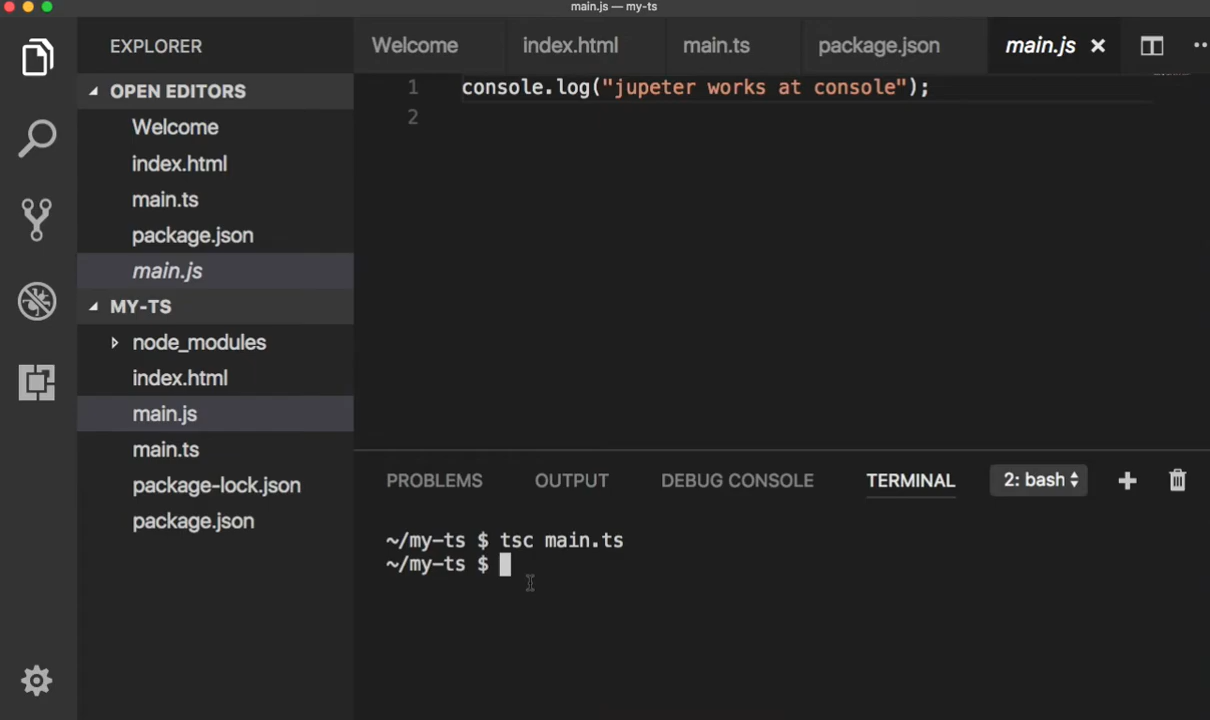 main.js — my-ts
EXPLORER
OPEN EDITORS
Welcome
index.html
main.ts
package.json
main.js
MY-TS
node_modules
index.html
main.js
main.ts
package-lock.json
package.json
Welcome index.html main.ts package.json main.js
1 console.log("jupeter works at console");
2
PROBLEMS OUTPUT DEBUG CONSOLE TERMINAL 2: bash
~/my-ts $ tsc main.ts
~/my-ts $